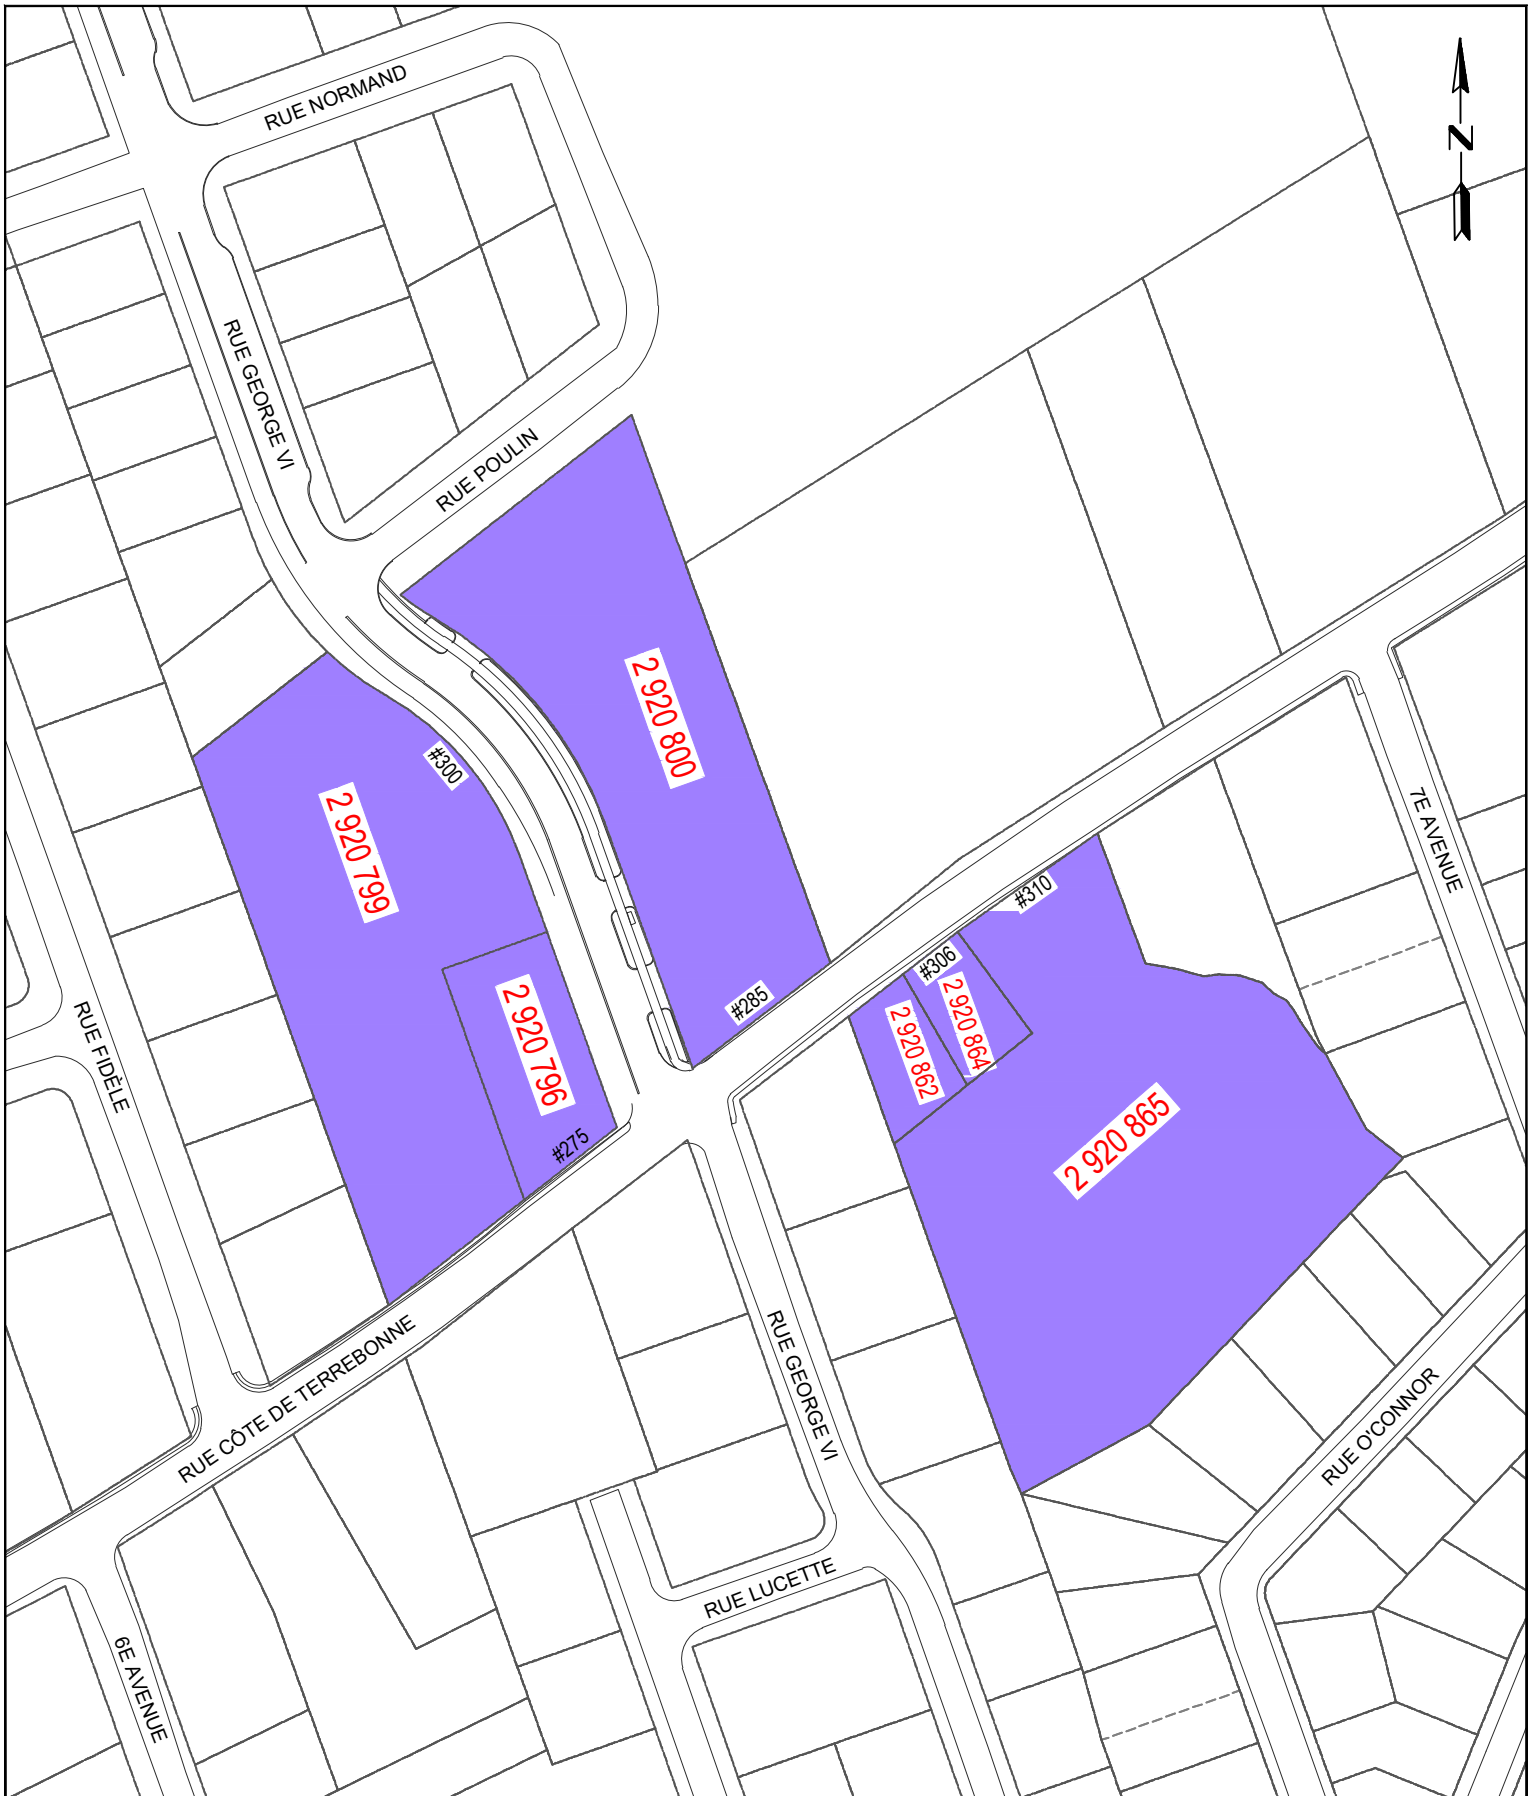 RUE NORMAND
N
RUE GEORGE VI
RUE POULIN
2 920 800
#300
2 920 799
7E AVENUE
#310
#306
2 920 864
2 920 862
#285
2 920 796
RUE FIDÈLE
#275
2 920 865
RUE CÔTE DE TERREBONNE
RUE GEORGE VI
RUE O'CONNOR
RUE LUCETTE
6E AVENUE